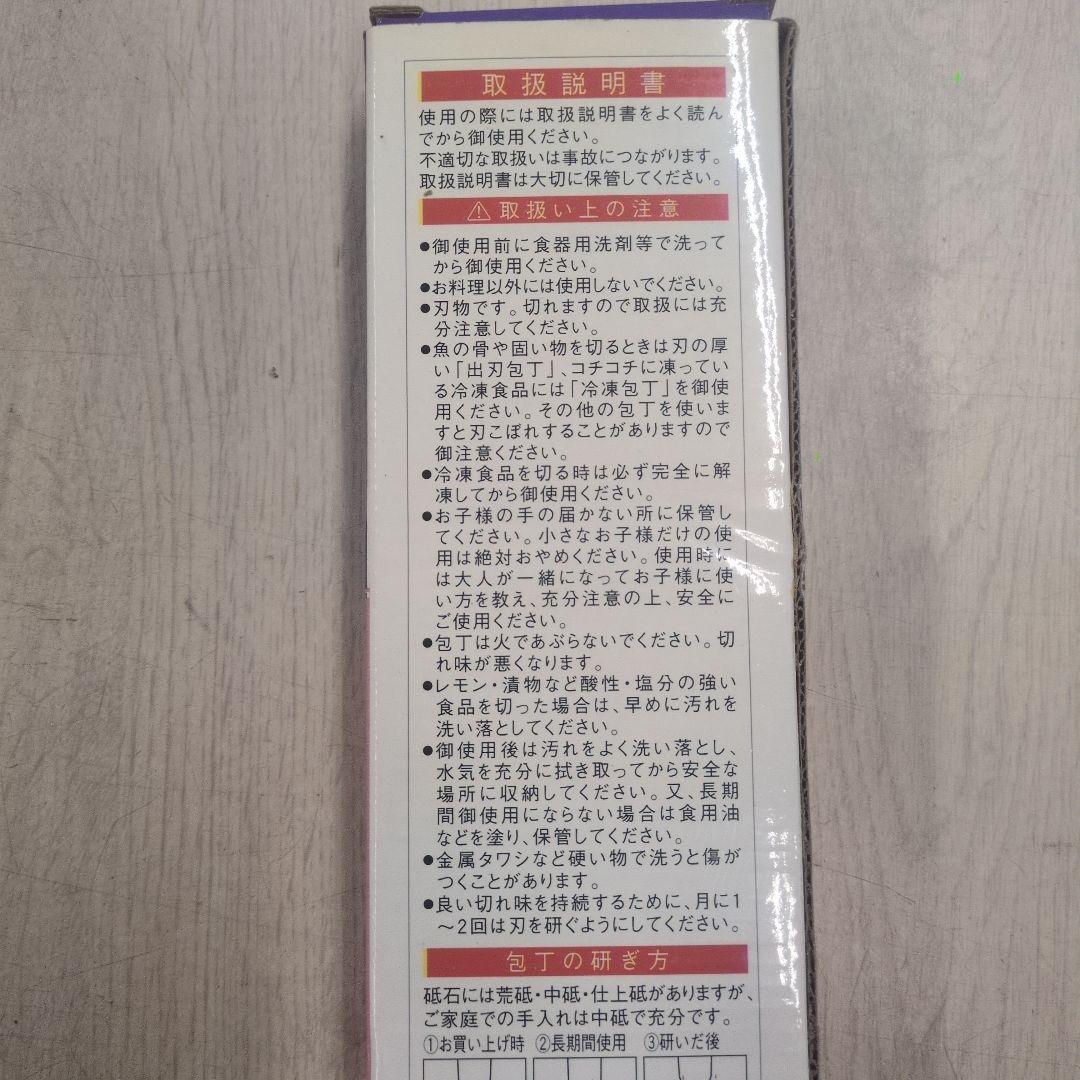 取扱説明書
使用の際には取扱説明書をよく読ん
でから御使用ください。
不適切な取扱いは事故につながります。
取扱説明書は大切に保管してください。
⚠取扱い上の注意
●御使用前に食器用洗剤等で洗って
から御使用ください。
●お料理以外には使用しないでください。
●刃物です。切れますので取扱には充
分注意してください。
●魚の骨や固い物を切るときは刃の厚
い「出刃包丁」、コチコチに凍ってい
る冷凍食品には「冷凍包丁」を御使
用ください。その他の包丁を使いま
すと刃こぼれすることがありますので
御注意ください。
●冷凍食品を切る時は必ず完全に解
凍してから御使用ください。
●お子様の手の届かない所に保管し
てください。小さなお子様だけの使
用は絶対おやめください。使用時に
は大人が一緒になってお子様に使
い方を教え、充分注意の上、安全に
ご使用ください。
●包丁は火であぶらないでください。切
れ味が悪くなります。
●レモン・漬物など酸性・塩分の強い
食品を切った場合は、早めに汚れを
洗い落としてください。
●御使用後は汚れをよく洗い落とし、
水気を充分に拭き取ってから安全な
場所に収納してください。又、長期
間御使用にならない場合は食用油
などを塗り、保管してください。
●金属タワシなど硬い物で洗うと傷が
つくことがあります。
●良い切れ味を持続するために、月に1
～2回は刃を研ぐようにしてください。
包丁の研ぎ方
砥石には荒砥・中砥・仕上砥がありますが、
ご家庭での手入れは中砥で充分です。
①お買い上げ時 ②長期間使用 ③研いだ後